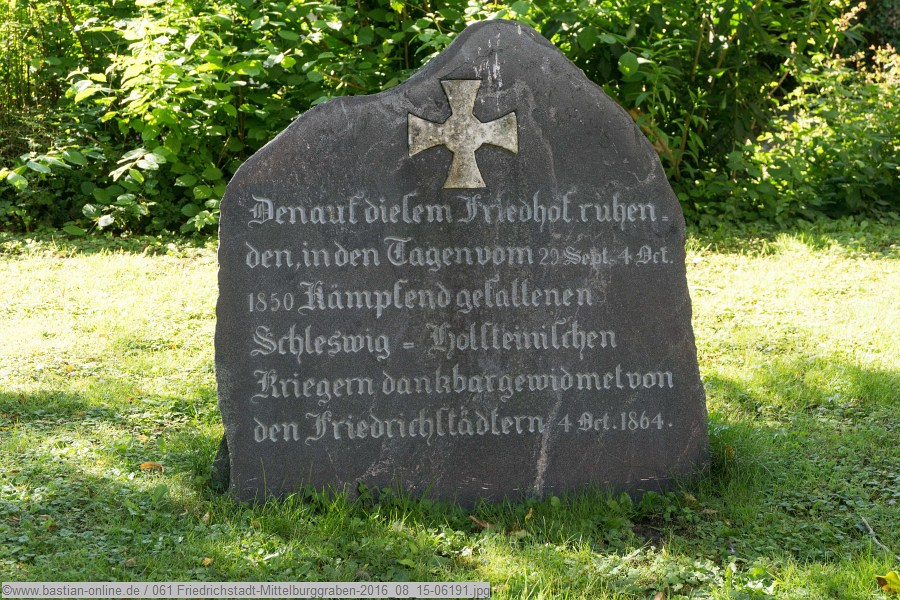 Den auf diesem Friedhof ruhen-
den, in den Tagen vom 29 Sept.-4 Oct.
1850 Kämpfend gefallenen
Schleswig - Holsteinischen
Kriegern dankbar gewidmet von
den Friedrichstädtern 4 Oct. 1864.
© www.bastian-online.de / 061 Friedrichstadt-Mittelburggraben-2016_08_15-06191.jpg